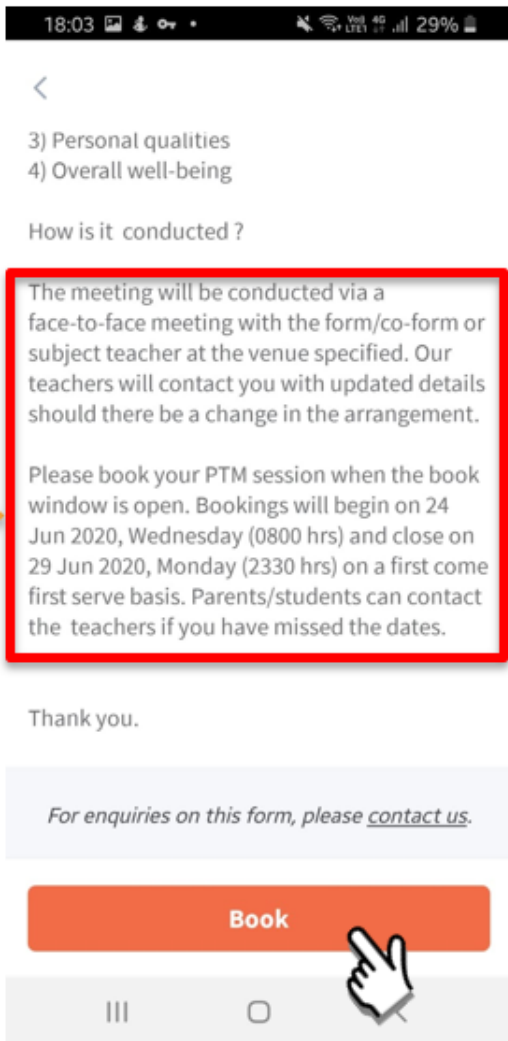 18:03
29%
3) Personal qualities
4) Overall well-being
How is it conducted ?
The meeting will be conducted via a
face-to-face meeting with the form/co-form or
subject teacher at the venue specified. Our
teachers will contact you with updated details
should there be a change in the arrangement.
Please book your PTM session when the book
window is open. Bookings will begin on 24
Jun 2020, Wednesday (0800 hrs) and close on
29 Jun 2020, Monday (2330 hrs) on a first come
first serve basis. Parents/students can contact
the teachers if you have missed the dates.
Thank you.
For enquiries on this form, please contact us.
Book